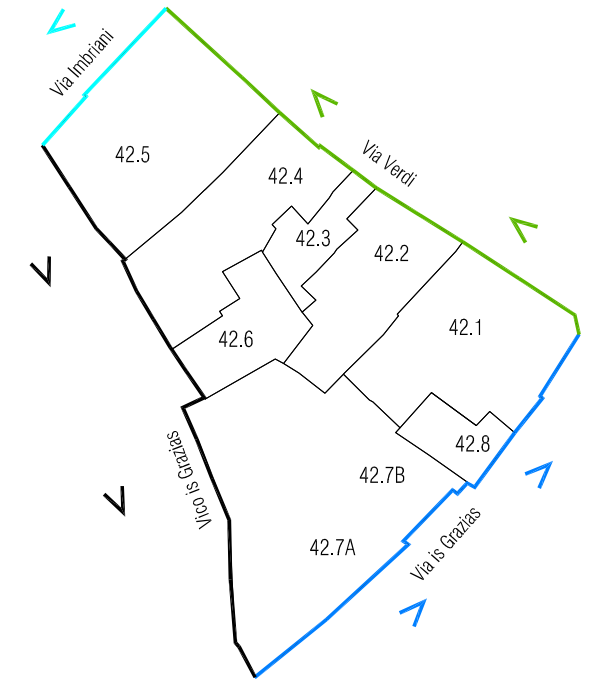 Via Imbriani
42.5
Via Verdi
42.4
42.3
42.2
42.1
42.6
42.8
42.7B
Vico is Grazias
42.7A
Via is Grazias